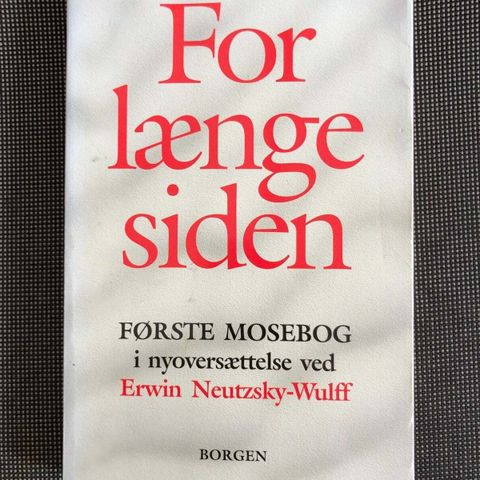 For
længe
siden
FØRSTE MOSEBOG
i nyoversættelse ved
Erwin Neutzsky-Wulff
BORGEN